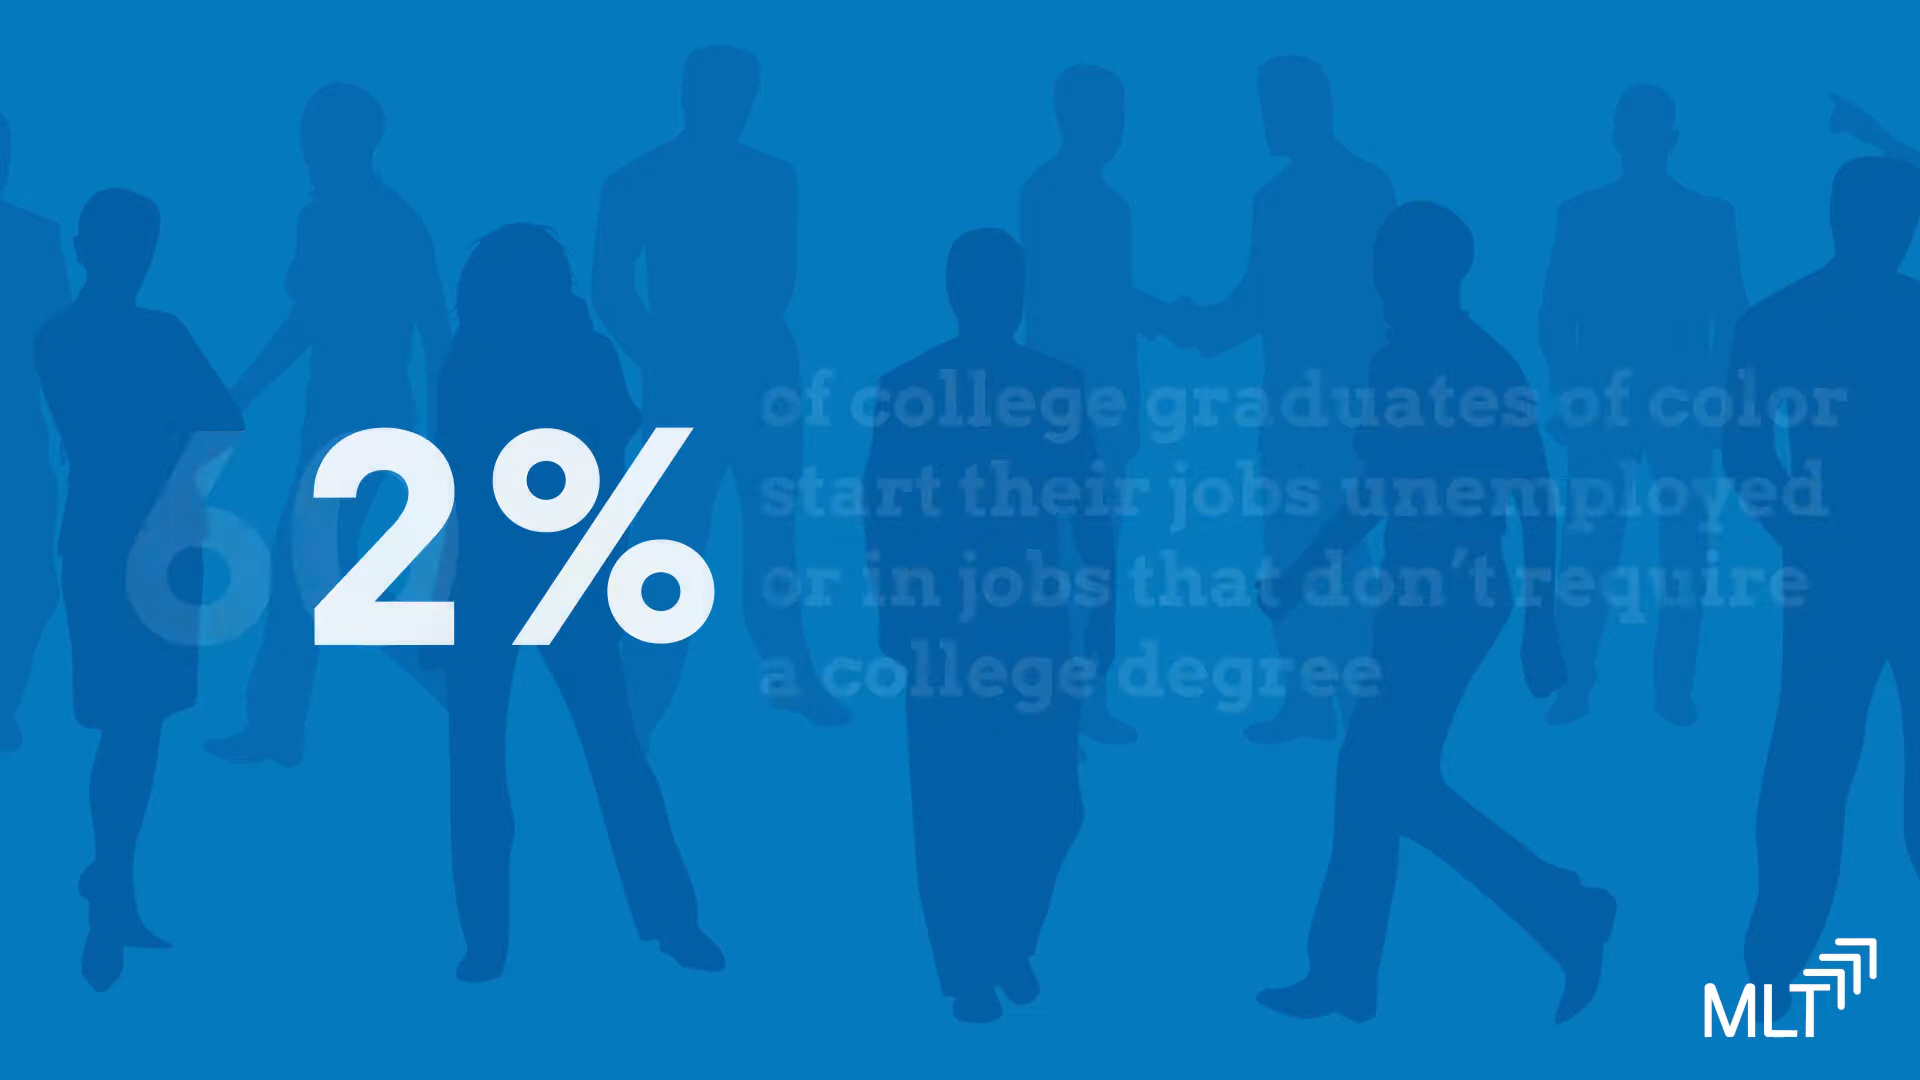 2%
60
of college graduates of color
start their jobs unemployed
or in jobs that don't require
a college degree
MLT